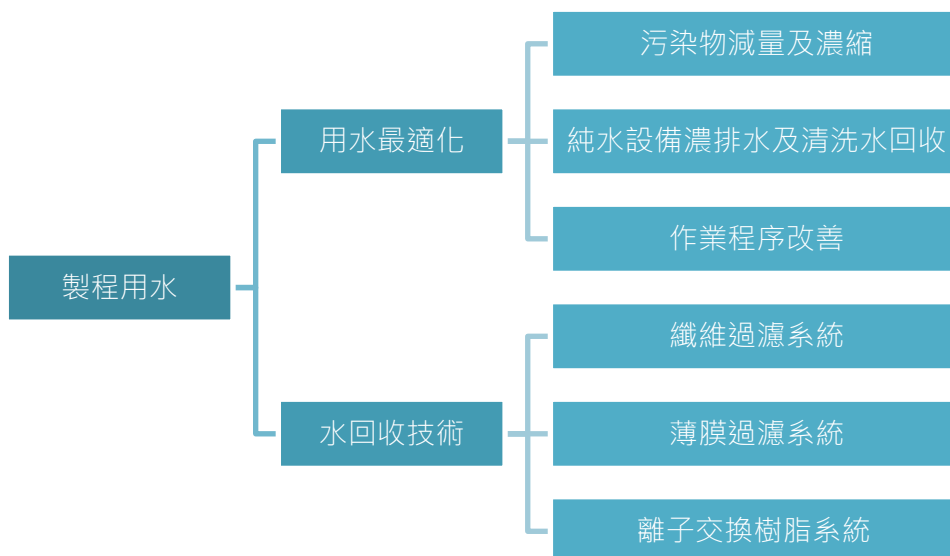 製程用水
用水最適化
污染物減量及濃縮
純水設備濃排水及清洗水回收
作業程序改善
水回收技術
纖維過濾系統
薄膜過濾系統
離子交換樹脂系統